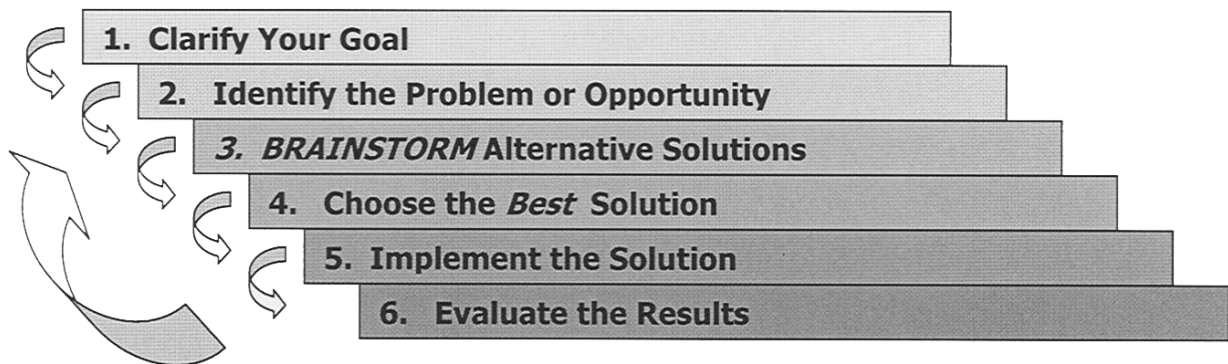 1. Clarify Your Goal
2. Identify the Problem or Opportunity
3. BRAINSTORM Alternative Solutions
4. Choose the Best Solution
5. Implement the Solution
6. Evaluate the Results